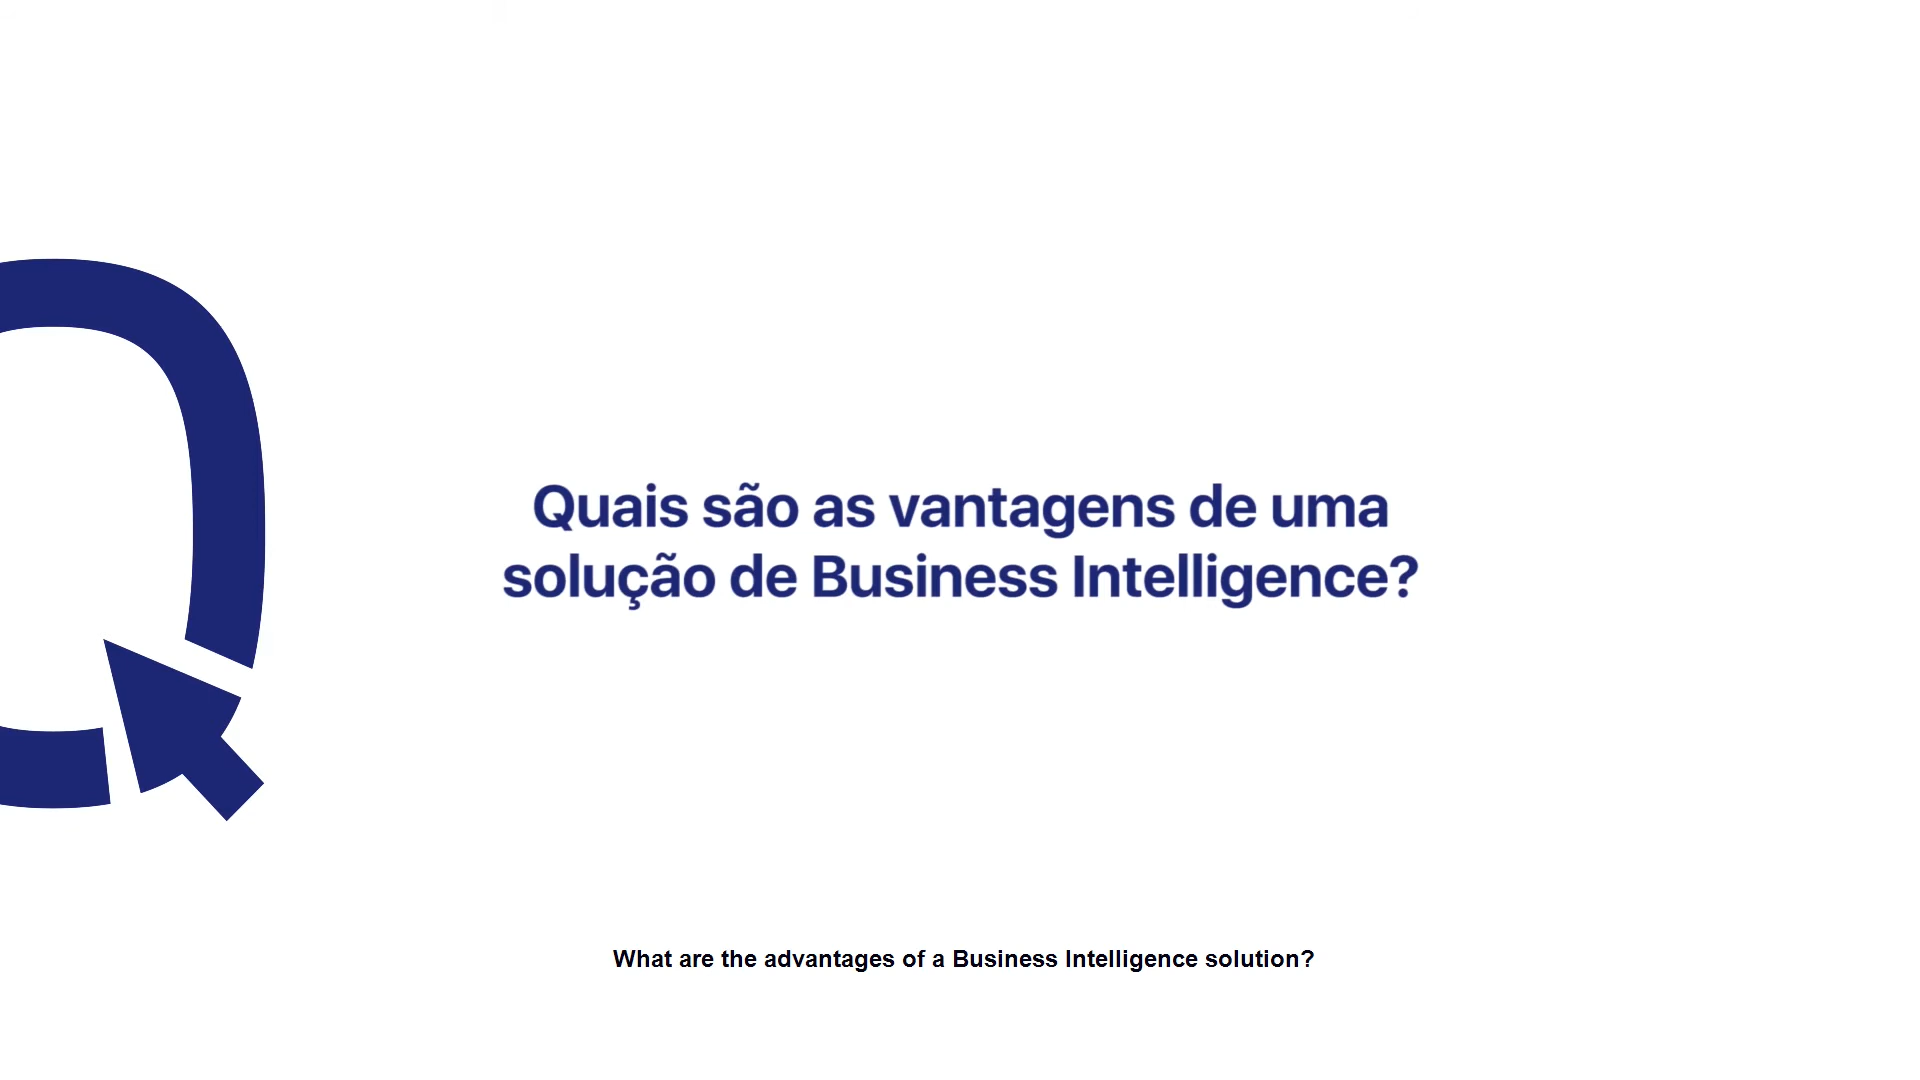 Quais são as vantagens de uma
solução de Business Intelligence?
What are the advantages of a Business Intelligence solution?